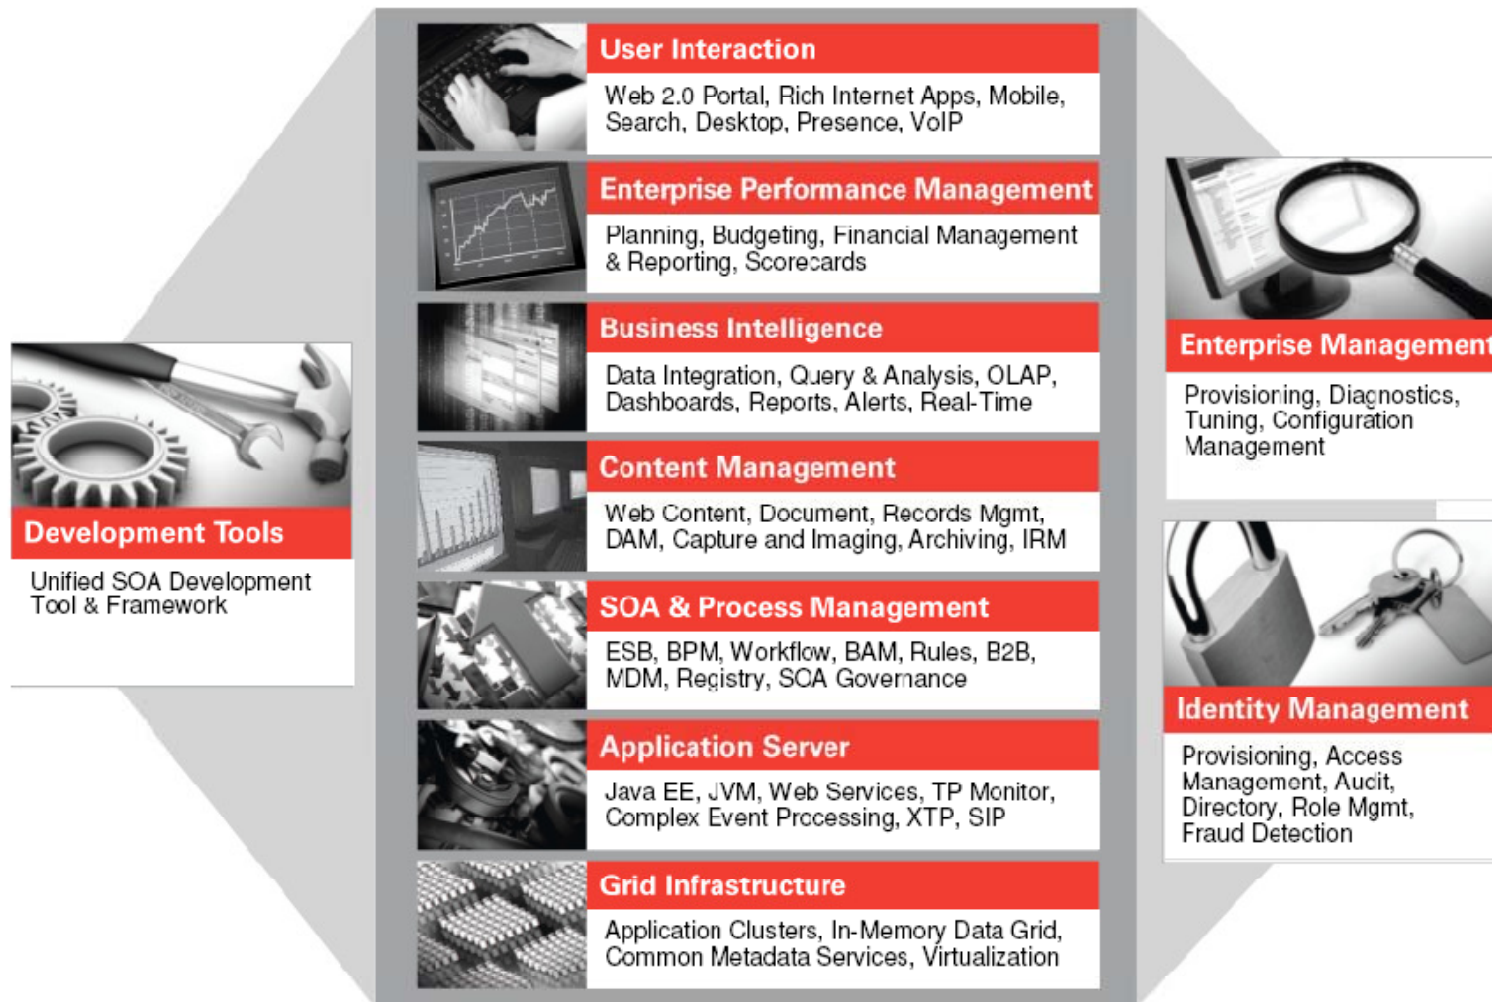 User Interaction
Web 2.0 Portal, Rich Internet Apps, Mobile,
Search, Desktop, Presence, VoIP
Enterprise Performance Management
Planning, Budgeting, Financial Management
& Reporting, Scorecards
Business Intelligence
Data Integration, Query & Analysis, OLAP,
Dashboards, Reports, Alerts, Real-Time
Content Management
Web Content, Document, Records Mgmt,
DAM, Capture and Imaging, Archiving, IRM
SOA & Process Management
ESB, BPM, Workflow, BAM, Rules, B2B,
MDM, Registry, SOA Governance
Application Server
Java EE, JVM, Web Services, TP Monitor,
Complex Event Processing, XTP, SIP
Grid Infrastructure
Application Clusters, In-Memory Data Grid,
Common Metadata Services, Virtualization
Development Tools
Unified SOA Development
Tool & Framework
Enterprise Management
Provisioning, Diagnostics,
Tuning, Configuration
Management
Identity Management
Provisioning, Access
Management, Audit,
Directory, Role Mgmt,
Fraud Detection